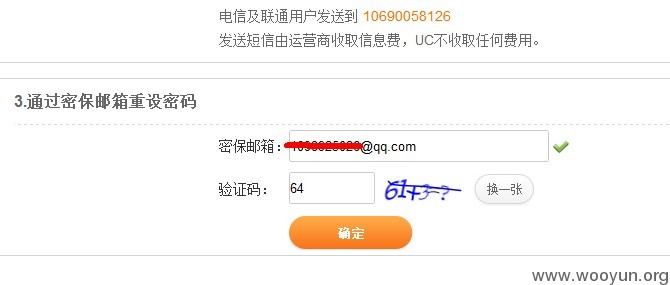 电信及联通用户发送到 10690058126
发送短信由运营商收取信息费，UC不收取任何费用。
3.通过密保邮箱重设密码
密保邮箱： @qq.com
验证码： 64 61+3=? 换一张
确定
www.wooyun.org